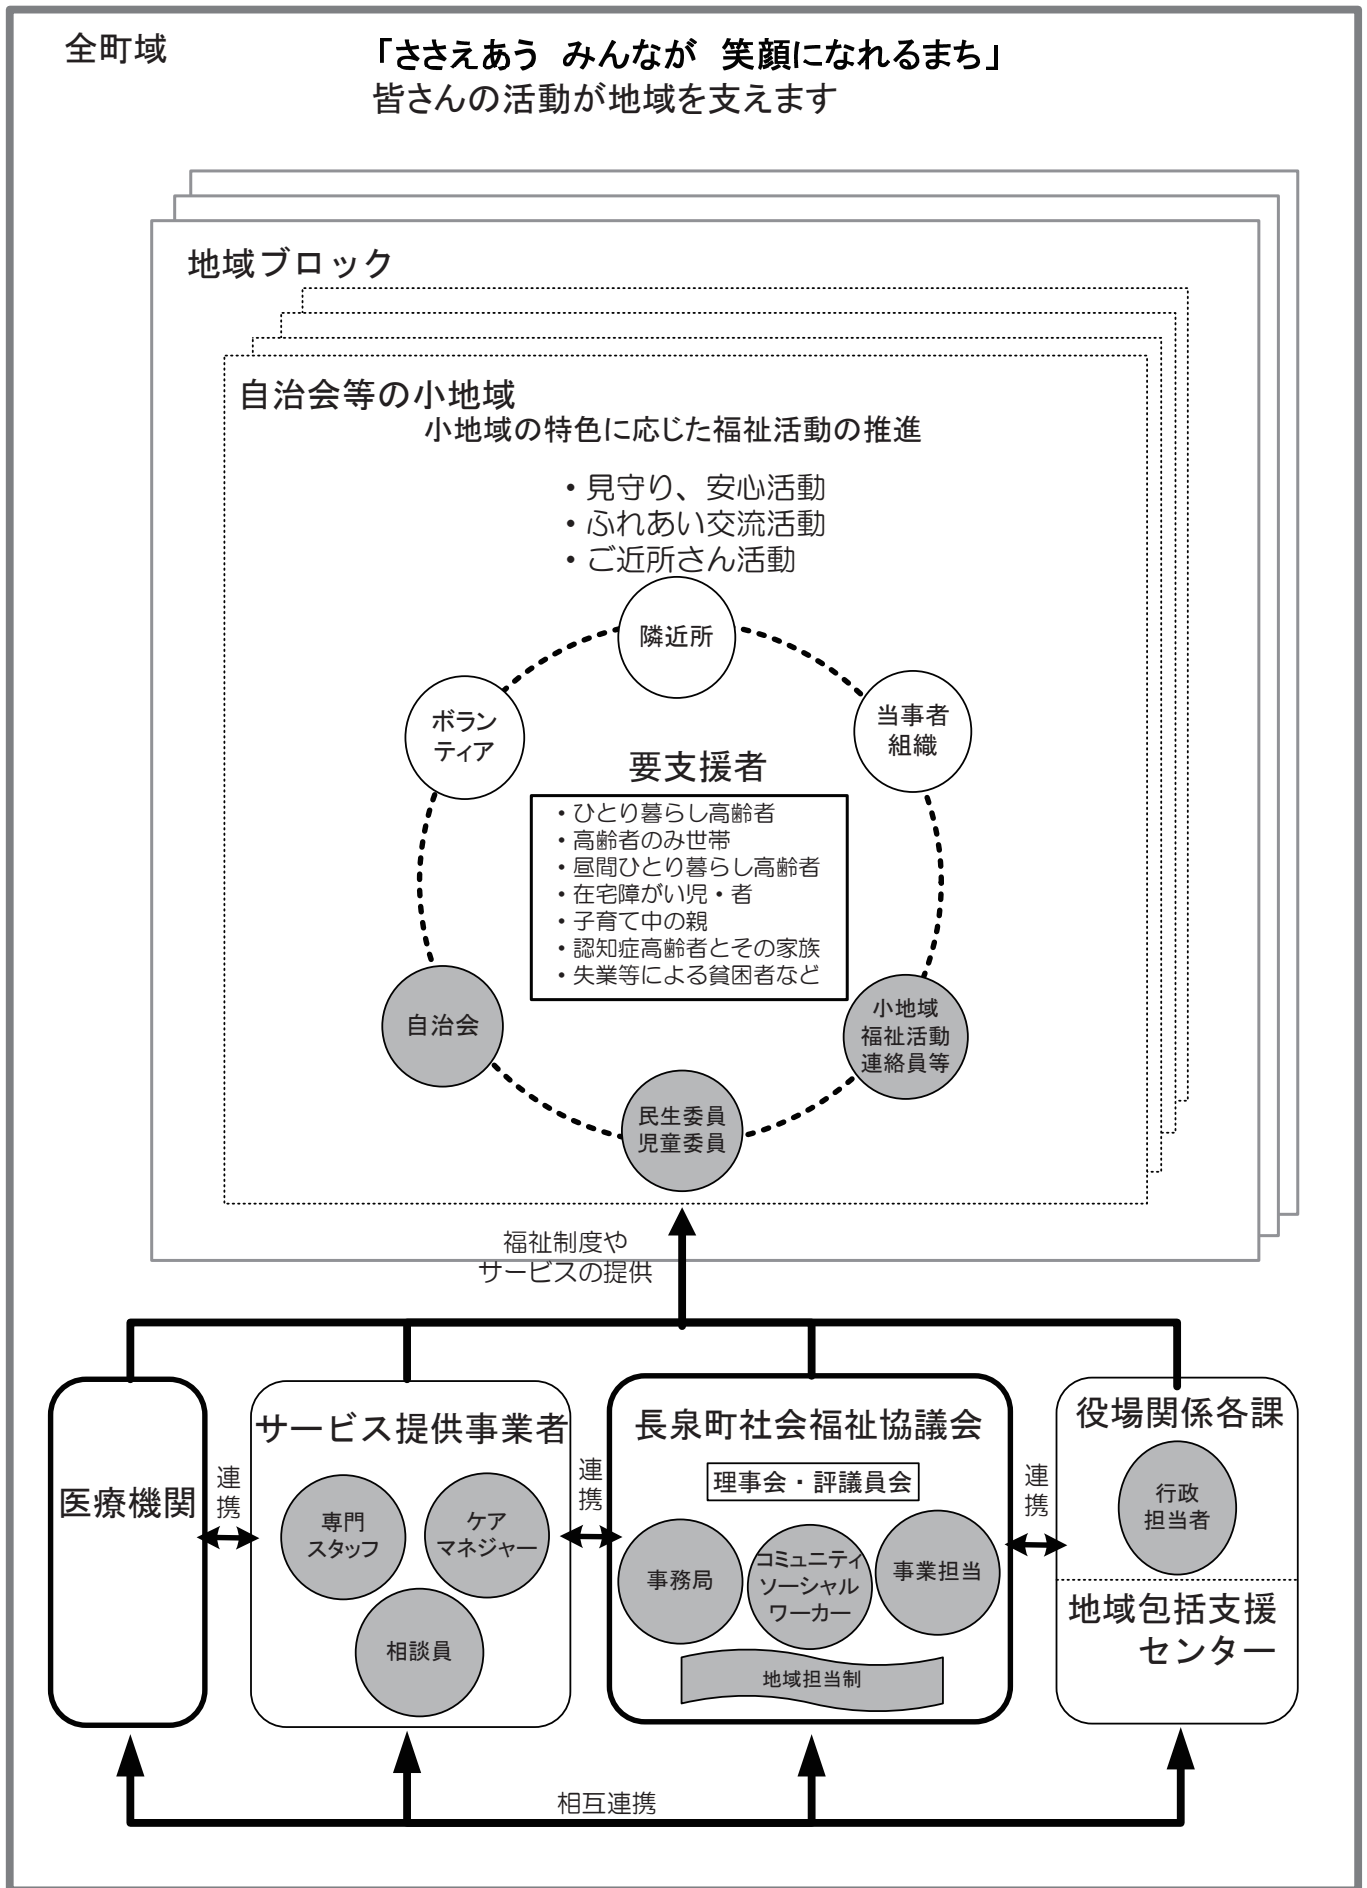 全町域
「ささえあう みんなが 笑顔になれるまち」
皆さんの活動が地域を支えます
地域ブロック
自治会等の小地域
小地域の特色に応じた福祉活動の推進
・見守り、安心活動
・ふれあい交流活動
・ご近所さん活動
隣近所
ボラン
ティア
当事者
組織
要支援者
・ひとり暮らし高齢者
・高齢者のみ世帯
・昼間ひとり暮らし高齢者
・在宅障がい児・者
・子育て中の親
・認知症高齢者とその家族
・失業等による貧困者など
自治会
小地域
福祉活動
連絡員等
民生委員
児童委員
福祉制度や
サービスの提供
医療機関
連携
サービス提供事業者
専門
スタッフ
ケア
マネジャー
相談員
連携
長泉町社会福祉協議会
理事会・評議員会
事務局
コミュニティ
ソーシャル
ワーカー
事業担当
地域担当制
連携
役場関係各課
行政
担当者
地域包括支援
センター
相互連携